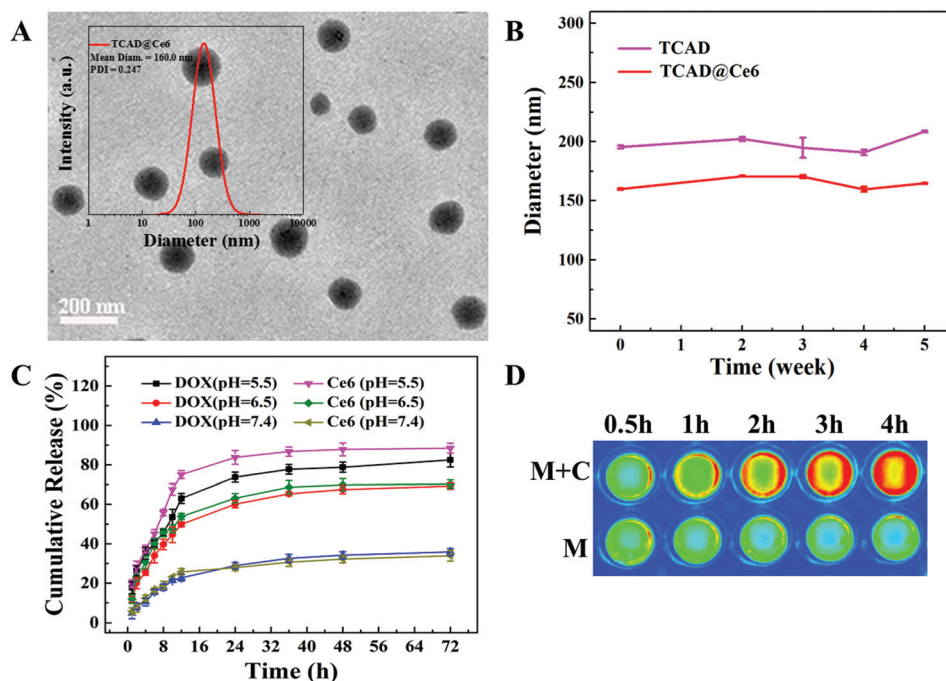 A
TCAD@Ce6
Mean Diam. = 160.0 nm
PDI = 0.247
Intensity (a.u.)
1 10 100 1000 10000
Diameter (nm)
200 nm
B
TCAD
TCAD@Ce6
Diameter (nm)
300
250
200
150
100
50
0 1 2 3 4 5
Time (week)
C
DOX(pH=5.5) Ce6 (pH=5.5)
DOX(pH=6.5) Ce6 (pH=6.5)
DOX(pH=7.4) Ce6 (pH=7.4)
Cumulative Release (%)
120
100
80
60
40
20
0
0 8 16 24 32 40 48 56 64 72
Time (h)
D
0.5h 1h 2h 3h 4h
M+C
M